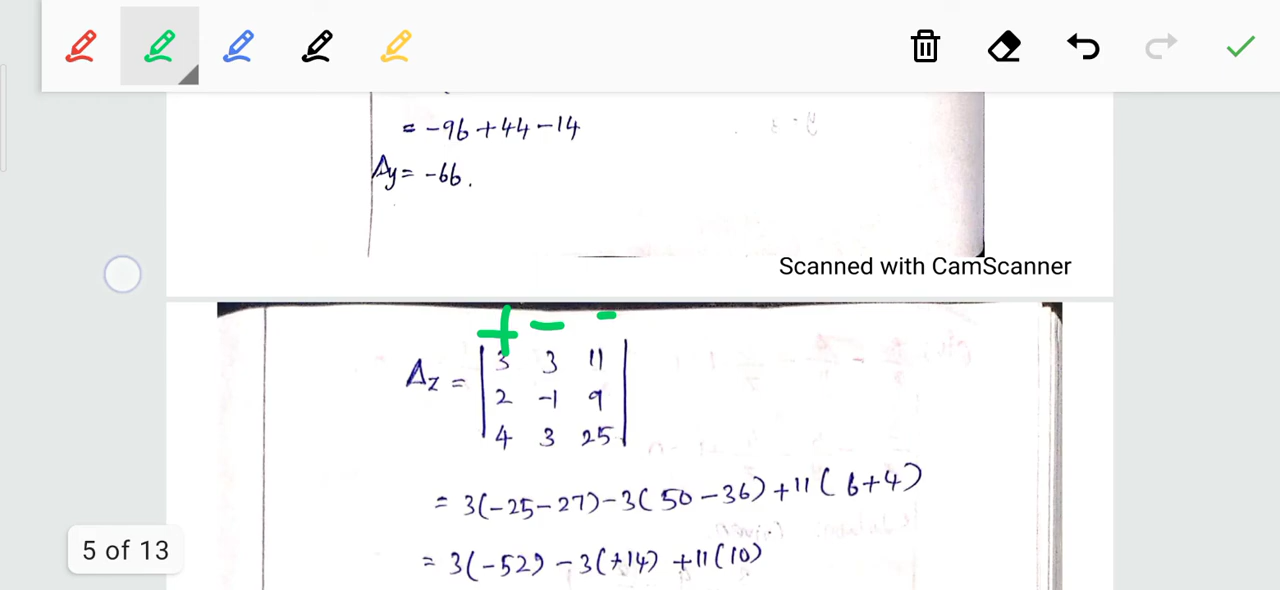 = -96 + 44 - 14
Δy = -66.
Scanned with CamScanner
+ - -
Δz = | 3 3 11 |
| 2 -1 9 |
| 4 3 25 |
= 3(-25-27) - 3(50-36) + 11(6+4)
= 3(-52) - 3(+14) + 11(10)
5 of 13